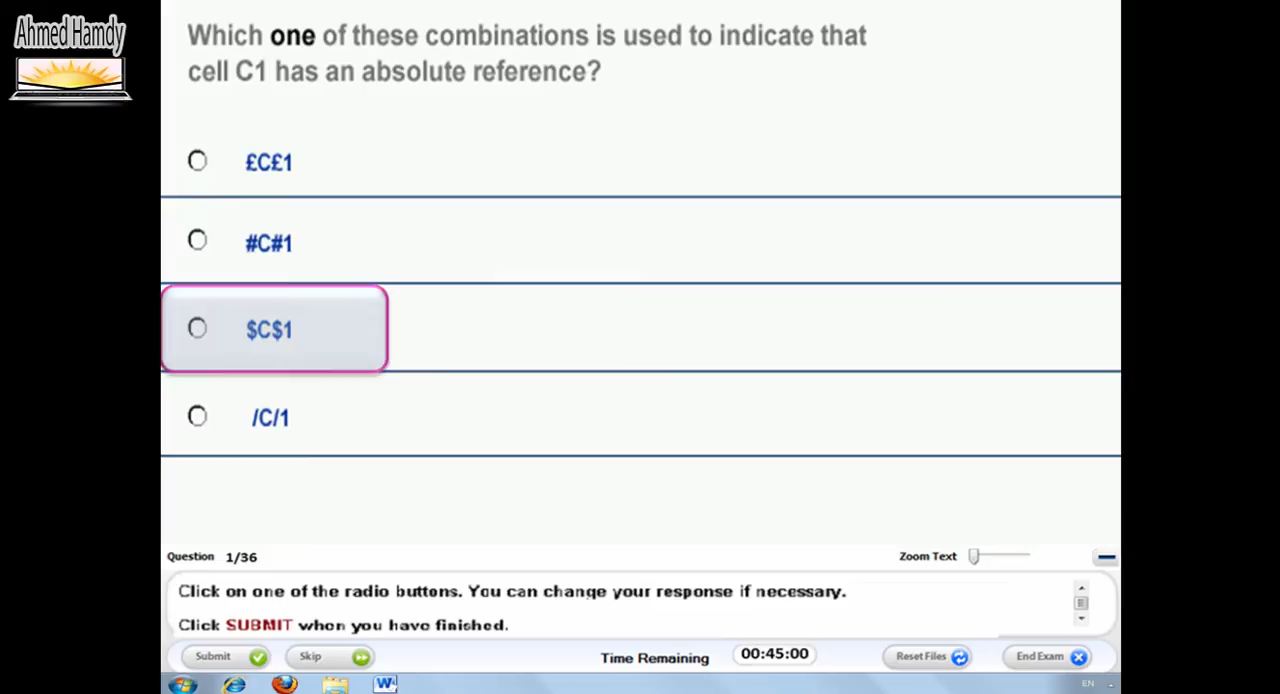 Ahmed Hamdy
Which one of these combinations is used to indicate that
cell C1 has an absolute reference?
£C£1
#C#1
$C$1
/C/1
Question 1/36
Zoom Text
Click on one of the radio buttons. You can change your response if necessary.
Click SUBMIT when you have finished.
Submit
Skip
Time Remaining
00:45:00
Reset Files
End Exam
W
EN